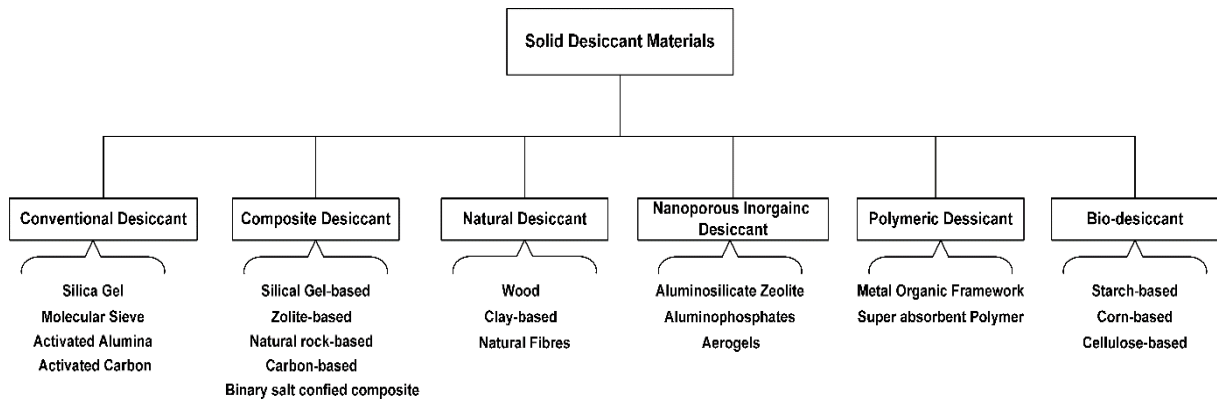 Solid Desiccant Materials
Conventional Desiccant
Silica Gel
Molecular Sieve
Activated Alumina
Activated Carbon
Composite Desiccant
Silical Gel-based
Zolite-based
Natural rock-based
Carbon-based
Binary salt confied composite
Natural Desiccant
Wood
Clay-based
Natural Fibres
Nanoporous Inorgainc
Desiccant
Aluminosilicate Zeolite
Aluminophosphates
Aerogels
Polymeric Dessicant
Metal Organic Framework
Super absorbent Polymer
Bio-desiccant
Starch-based
Corn-based
Cellulose-based